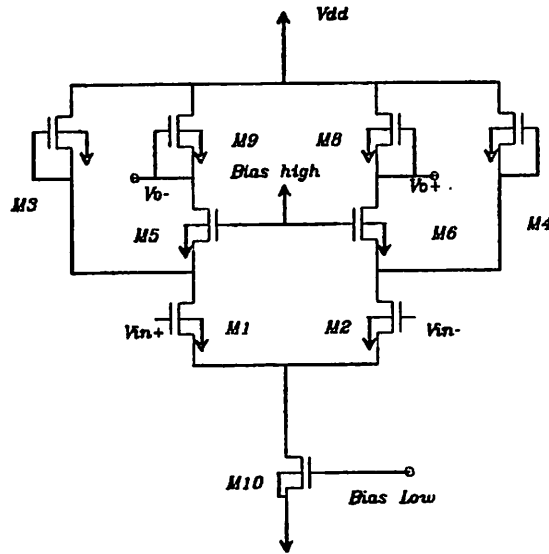 Vdd
M9 M8
Vo- Bias high Vo+
M3 M5 M6 M4
Vin+ M1 M2 Vin-
M10 Bias Low